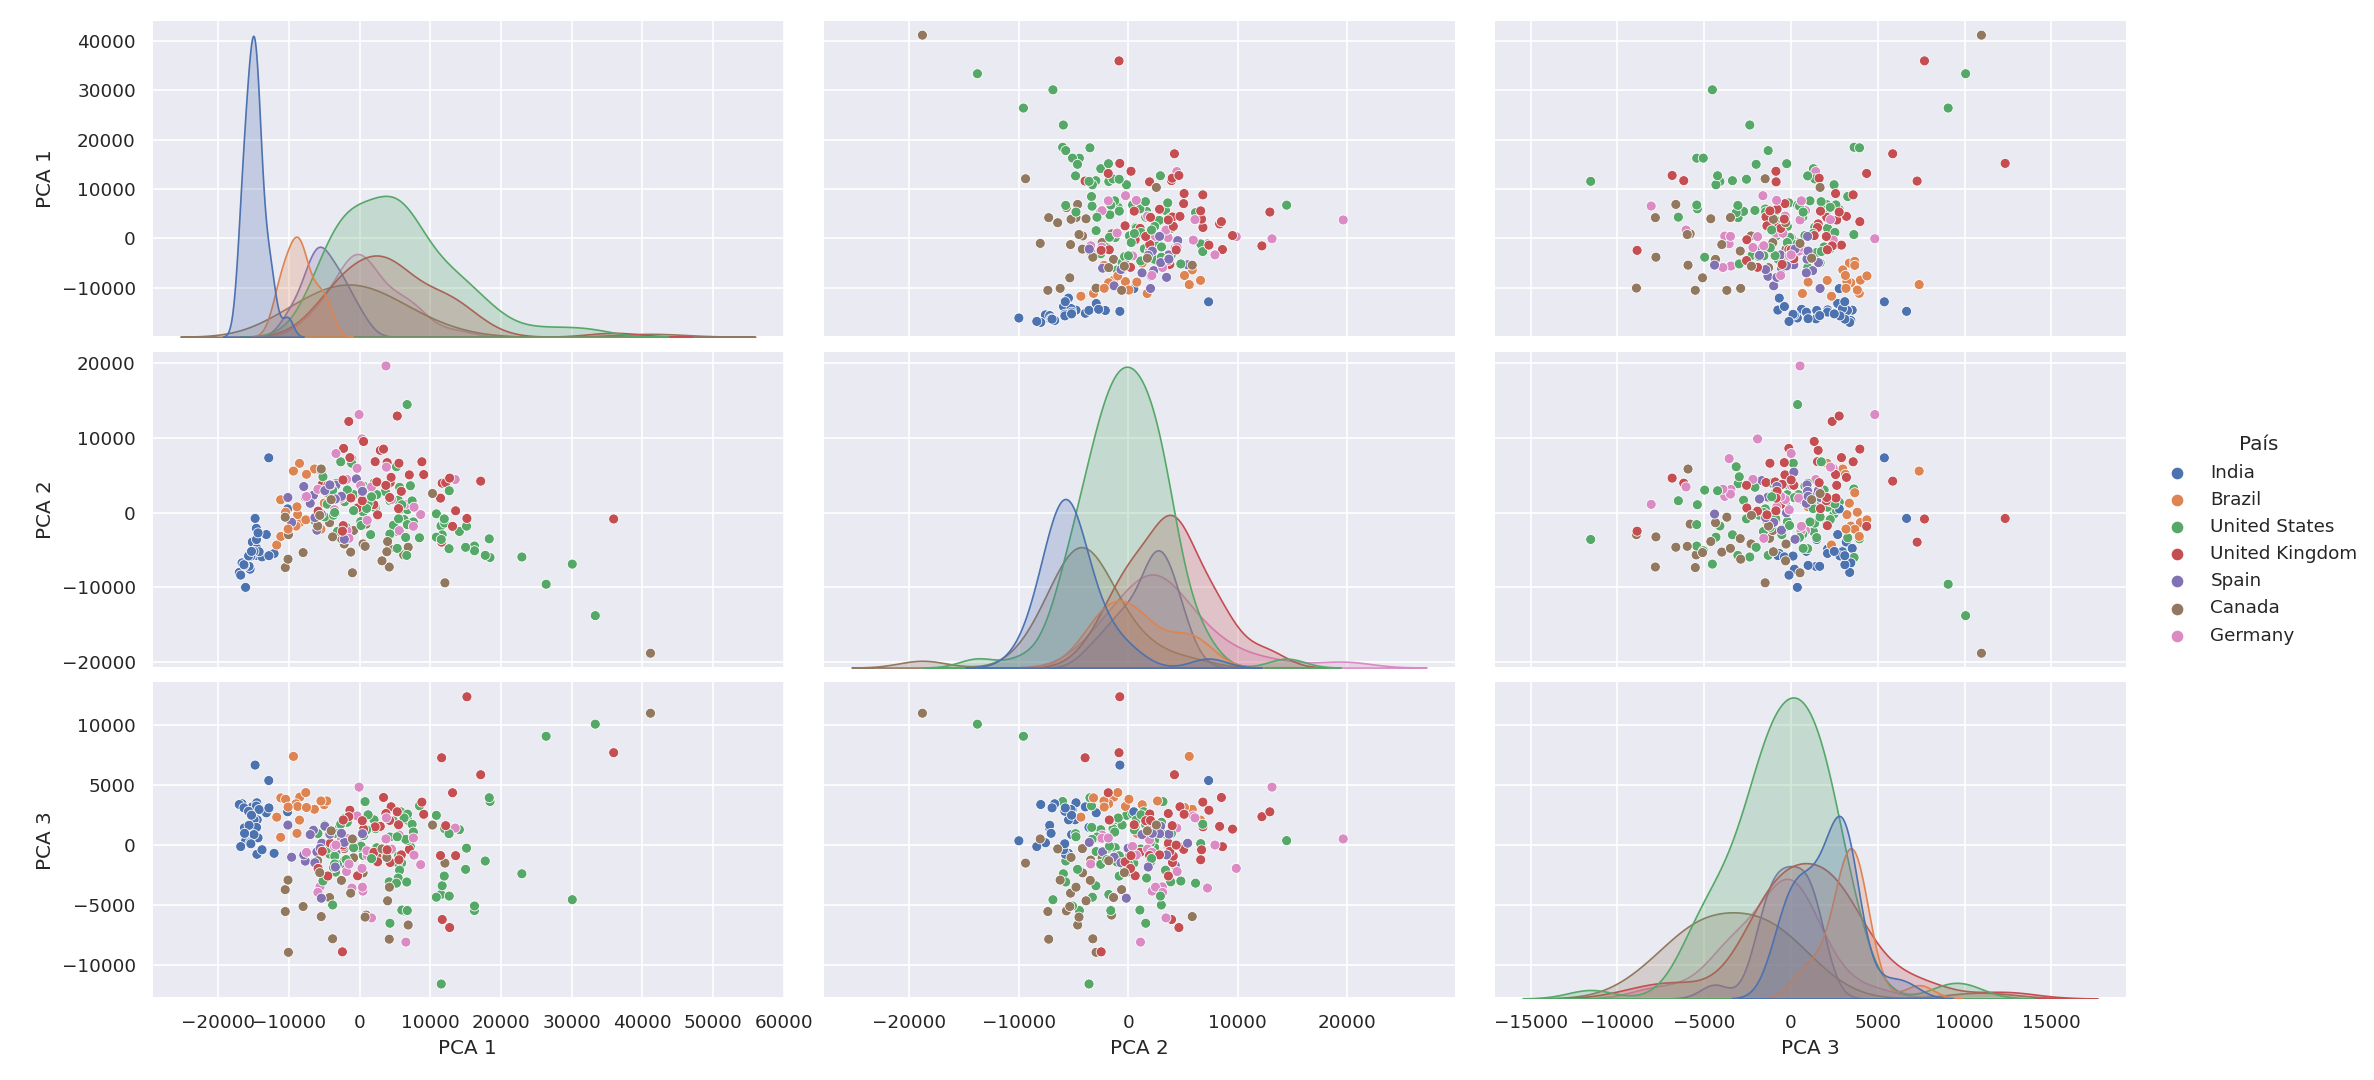 40000
30000
20000
10000
0
−10000
PCA 1
20000
10000
0
−10000
−20000
PCA 2
10000
5000
0
−5000
−10000
PCA 3
−20000 −10000 0 10000 20000 30000 40000 50000 60000
PCA 1
−20000 −10000 0 10000 20000
PCA 2
−15000 −10000 −5000 0 5000 10000 15000
PCA 3
País
India
Brazil
United States
United Kingdom
Spain
Canada
Germany